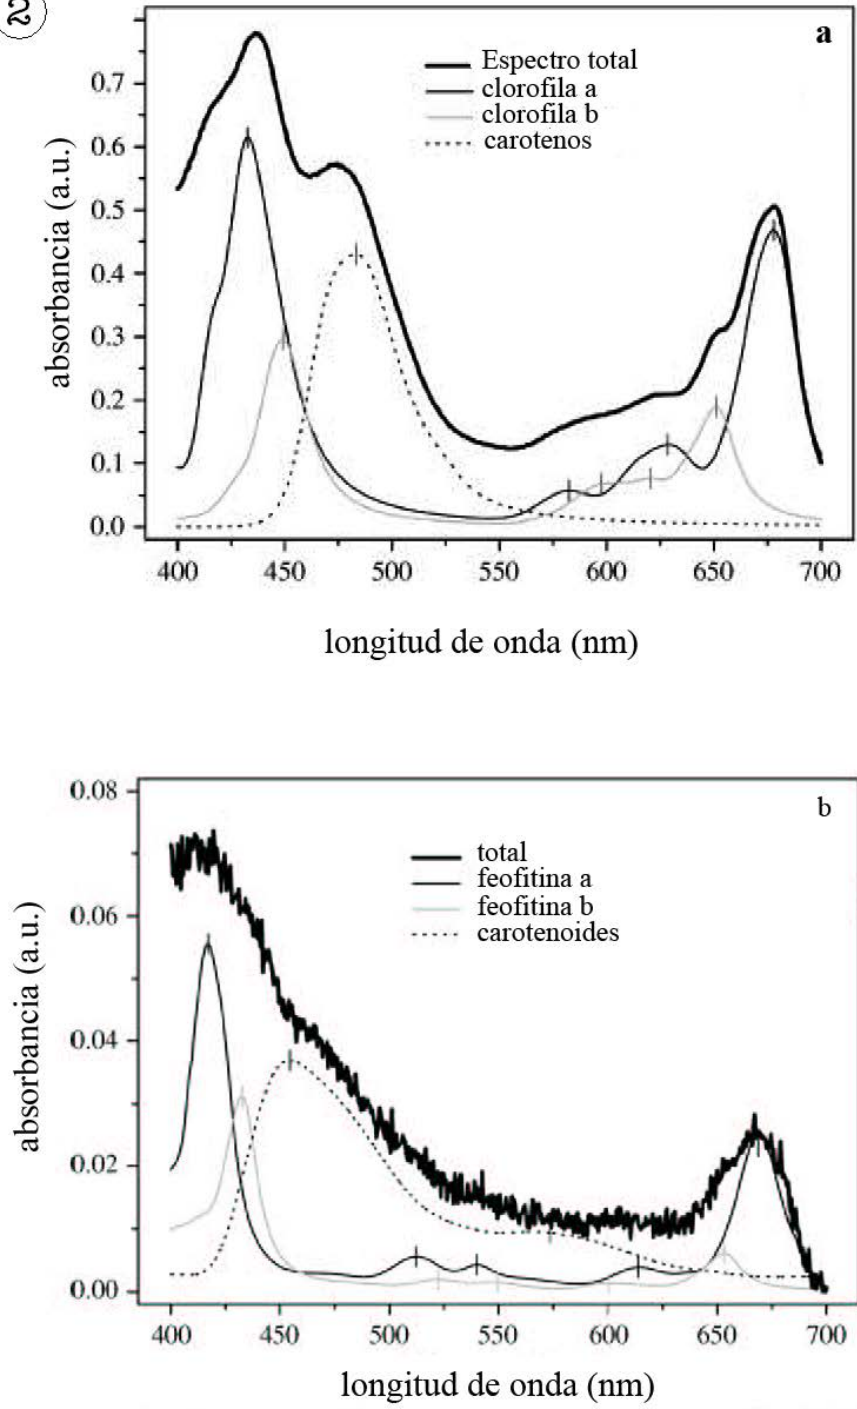 2
a
Espectro total
clorofila a
clorofila b
carotenos
absorbancia (a.u.)
0.7
0.6
0.5
0.4
0.3
0.2
0.1
0.0
400 450 500 550 600 650 700
longitud de onda (nm)
b
total
feofitina a
feofitina b
carotenoides
absorbancia (a.u.)
0.08
0.06
0.04
0.02
0.00
400 450 500 550 600 650 700
longitud de onda (nm)